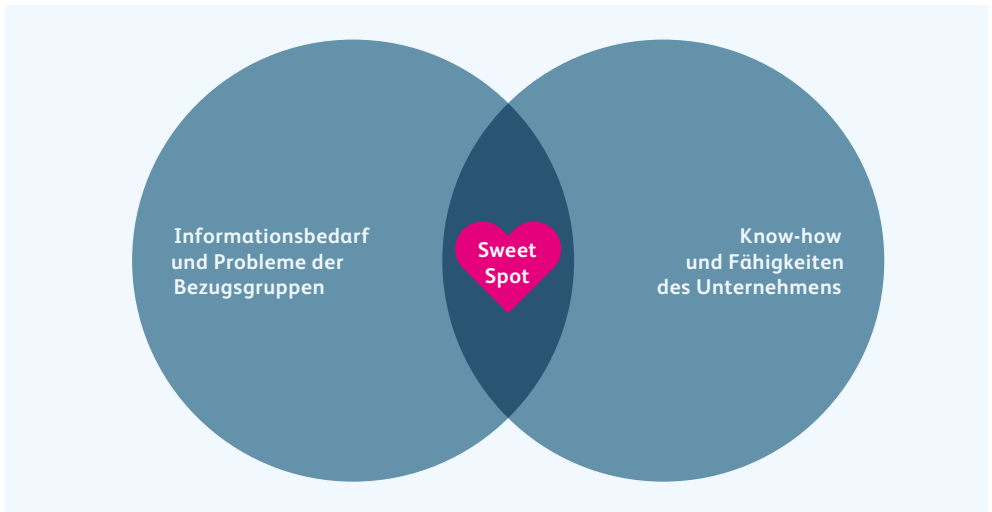 Informationsbedarf
und Probleme der
Bezugsgruppen
Sweet
Spot
Know-how
und Fähigkeiten
des Unternehmens